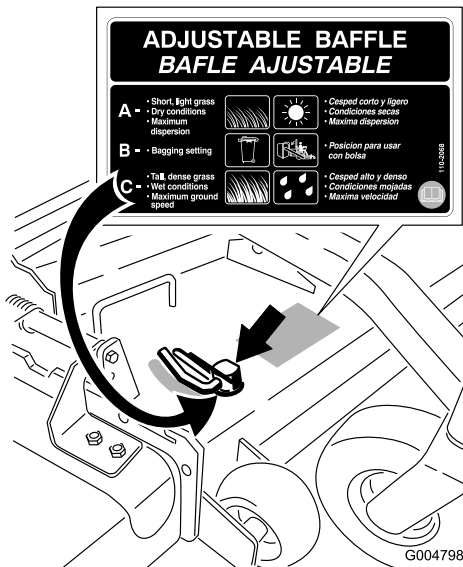 ADJUSTABLE BAFFLE
BAFLE AJUSTABLE
A - • Short, light grass
• Dry conditions
• Maximum
dispersion
• Cesped corto y ligero
• Condiciones secas
• Maxima dispersion
B - • Bagging setting
• Posicion para usar
con bolsa
C - • Tall, dense grass
• Wet conditions
• Maximum ground
speed
• Cesped alto y denso
• Condiciones mojadas
• Maxima velocidad
110-2068
G004798